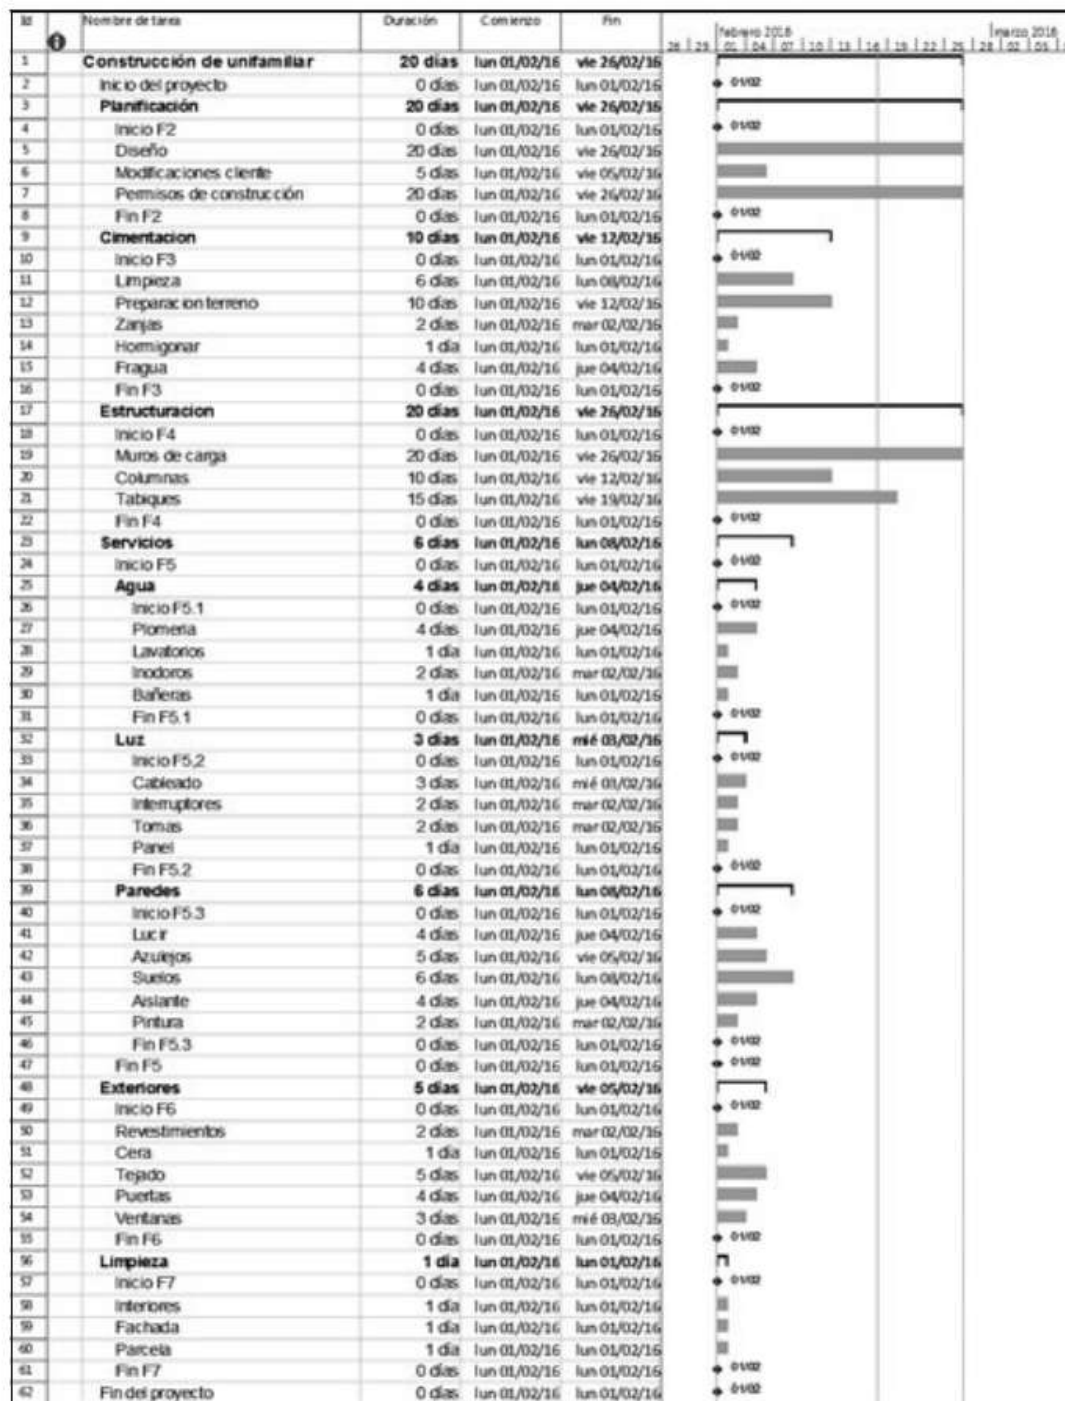 Id Nombre de tarea Duración Comienzo Fin
febrero 2016 marzo 2016
26 29 01 04 07 10 13 16 19 22 25 28 02 05
1 Construcción de unifamiliar 20 días lun 01/02/16 vie 26/02/16
2 Inicio del proyecto 0 días lun 01/02/16 lun 01/02/16 01/02
3 Planificación 20 días lun 01/02/16 vie 26/02/16
4 Inicio F2 0 días lun 01/02/16 lun 01/02/16 01/02
5 Diseño 20 días lun 01/02/16 vie 26/02/16
6 Modificaciones cliente 5 días lun 01/02/16 vie 05/02/16
7 Permisos de construcción 20 días lun 01/02/16 vie 26/02/16
8 Fin F2 0 días lun 01/02/16 lun 01/02/16 01/02
9 Cimentacion 10 días lun 01/02/16 vie 12/02/16
10 Inicio F3 0 días lun 01/02/16 lun 01/02/16 01/02
11 Limpieza 6 días lun 01/02/16 lun 08/02/16
12 Preparacion terreno 10 días lun 01/02/16 vie 12/02/16
13 Zanjas 2 días lun 01/02/16 mar 02/02/16
14 Hormigonar 1 día lun 01/02/16 lun 01/02/16
15 Fragua 4 días lun 01/02/16 jue 04/02/16
16 Fin F3 0 días lun 01/02/16 lun 01/02/16 01/02
17 Estructuracion 20 días lun 01/02/16 vie 26/02/16
18 Inicio F4 0 días lun 01/02/16 lun 01/02/16 01/02
19 Muros de carga 20 días lun 01/02/16 vie 26/02/16
20 Columnas 10 días lun 01/02/16 vie 12/02/16
21 Tabiques 15 días lun 01/02/16 vie 19/02/16
22 Fin F4 0 días lun 01/02/16 lun 01/02/16 01/02
23 Servicios 6 días lun 01/02/16 lun 08/02/16
24 Inicio F5 0 días lun 01/02/16 lun 01/02/16 01/02
25 Agua 4 días lun 01/02/16 jue 04/02/16
26 Inicio F5.1 0 días lun 01/02/16 lun 01/02/16 01/02
27 Plomeria 4 días lun 01/02/16 jue 04/02/16
28 Lavatorios 1 día lun 01/02/16 lun 01/02/16
29 Inodoros 2 días lun 01/02/16 mar 02/02/16
30 Bañeras 1 día lun 01/02/16 lun 01/02/16
31 Fin F5.1 0 días lun 01/02/16 lun 01/02/16 01/02
32 Luz 3 días lun 01/02/16 mié 03/02/16
33 Inicio F5,2 0 días lun 01/02/16 lun 01/02/16 01/02
34 Cableado 3 días lun 01/02/16 mié 03/02/16
35 Interruptores 2 días lun 01/02/16 mar 02/02/16
36 Tomas 2 días lun 01/02/16 mar 02/02/16
37 Panel 1 día lun 01/02/16 lun 01/02/16
38 Fin F5.2 0 días lun 01/02/16 lun 01/02/16 01/02
39 Paredes 6 días lun 01/02/16 lun 08/02/16
40 Inicio F5.3 0 días lun 01/02/16 lun 01/02/16 01/02
41 Lucir 4 días lun 01/02/16 jue 04/02/16
42 Azulejos 5 días lun 01/02/16 vie 05/02/16
43 Suelos 6 días lun 01/02/16 lun 08/02/16
44 Aislante 4 días lun 01/02/16 jue 04/02/16
45 Pintura 2 días lun 01/02/16 mar 02/02/16
46 Fin F5.3 0 días lun 01/02/16 lun 01/02/16 01/02
47 Fin F5 0 días lun 01/02/16 lun 01/02/16 01/02
48 Exteriores 5 días lun 01/02/16 vie 05/02/16
49 Inicio F6 0 días lun 01/02/16 lun 01/02/16 01/02
50 Revestimientos 2 días lun 01/02/16 mar 02/02/16
51 Cera 1 día lun 01/02/16 lun 01/02/16
52 Tejado 5 días lun 01/02/16 vie 05/02/16
53 Puertas 4 días lun 01/02/16 jue 04/02/16
54 Ventanas 3 días lun 01/02/16 mié 03/02/16
55 Fin F6 0 días lun 01/02/16 lun 01/02/16 01/02
56 Limpieza 1 día lun 01/02/16 lun 01/02/16
57 Inicio F7 0 días lun 01/02/16 lun 01/02/16 01/02
58 Interiores 1 día lun 01/02/16 lun 01/02/16
59 Fachada 1 día lun 01/02/16 lun 01/02/16
60 Parcela 1 día lun 01/02/16 lun 01/02/16
61 Fin F7 0 días lun 01/02/16 lun 01/02/16 01/02
62 Fin del proyecto 0 días lun 01/02/16 lun 01/02/16 01/02